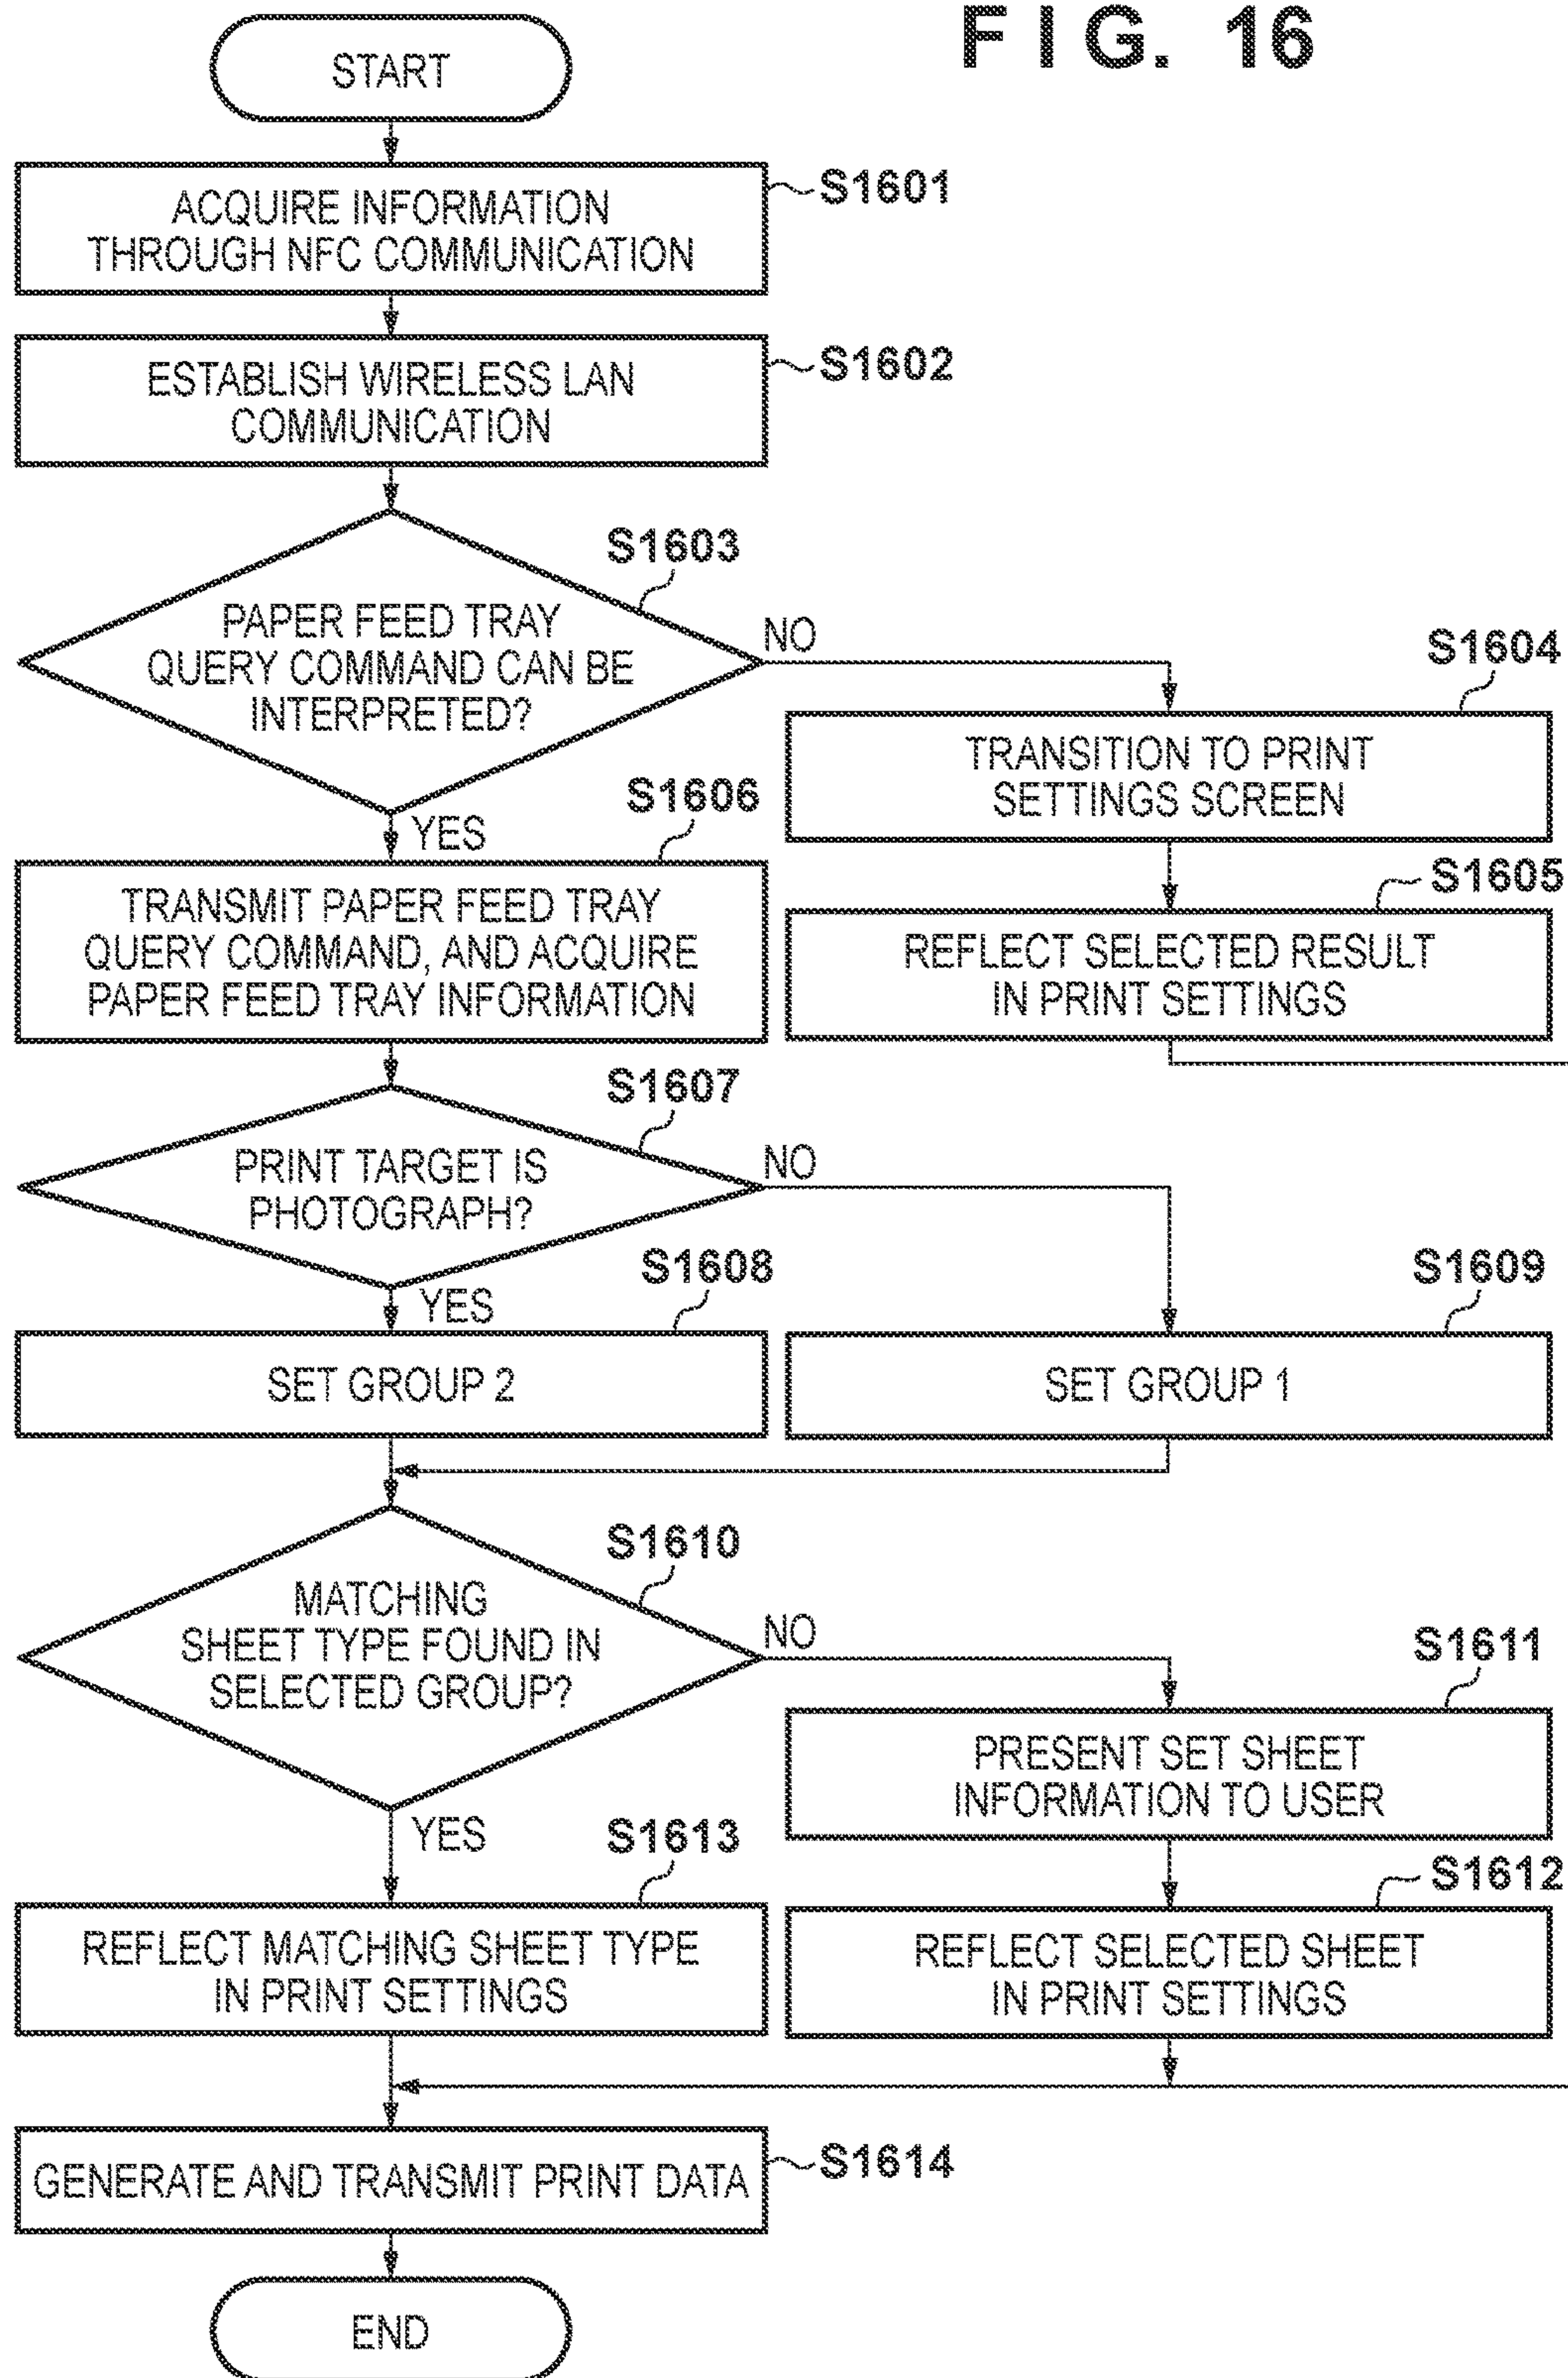 FIG. 16
START
S1601
ACQUIRE INFORMATION
THROUGH NFC COMMUNICATION
S1602
ESTABLISH WIRELESS LAN
COMMUNICATION
S1603
PAPER FEED TRAY
QUERY COMMAND CAN BE
INTERPRETED?
NO
S1604
TRANSITION TO PRINT
SETTINGS SCREEN
S1605
REFLECT SELECTED RESULT
IN PRINT SETTINGS
YES
S1606
TRANSMIT PAPER FEED TRAY
QUERY COMMAND, AND ACQUIRE
PAPER FEED TRAY INFORMATION
S1607
PRINT TARGET IS
PHOTOGRAPH?
NO
YES
S1608
SET GROUP 2
S1609
SET GROUP 1
S1610
MATCHING
SHEET TYPE FOUND IN
SELECTED GROUP?
NO
S1611
PRESENT SET SHEET
INFORMATION TO USER
S1612
REFLECT SELECTED SHEET
IN PRINT SETTINGS
YES
S1613
REFLECT MATCHING SHEET TYPE
IN PRINT SETTINGS
S1614
GENERATE AND TRANSMIT PRINT DATA
END